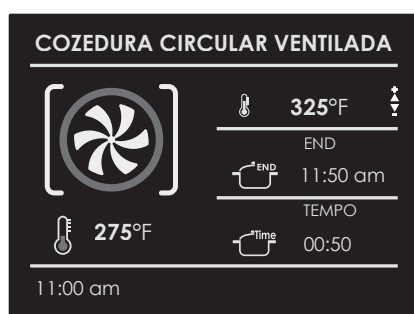 COZEDURA CIRCULAR VENTILADA
325°F
END
END
11:50 am
275°F
TEMPO
Time
00:50
11:00 am